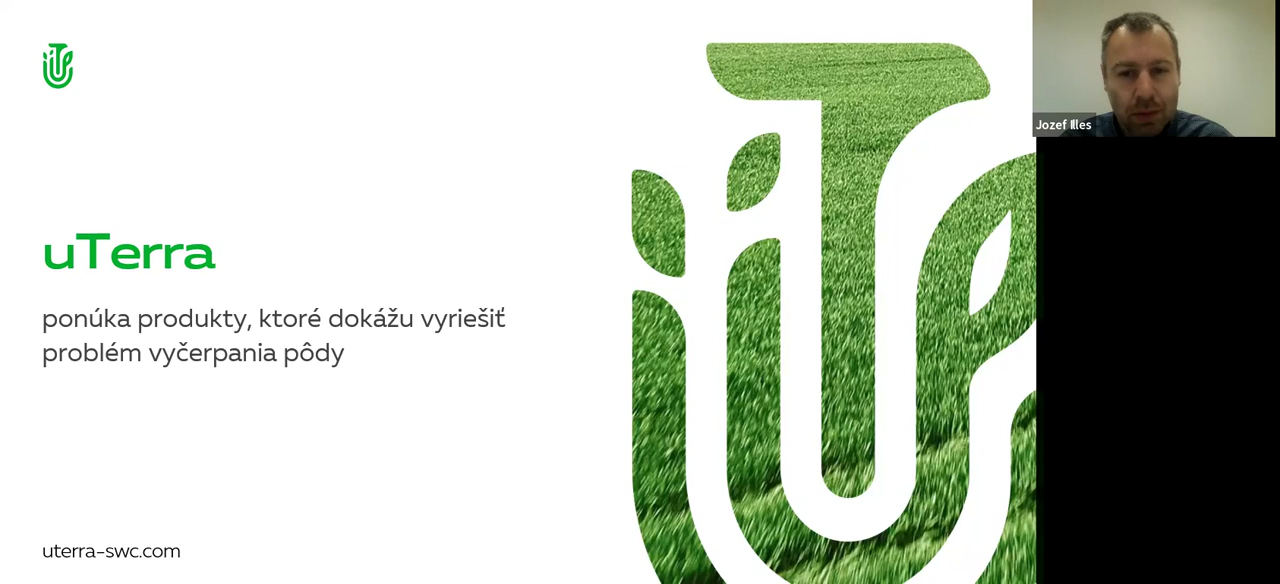 uTerra
ponúka produkty, ktoré dokážu vyriešiť
problém vyčerpania pôdy
uterra-swc.com
Jozef Illes